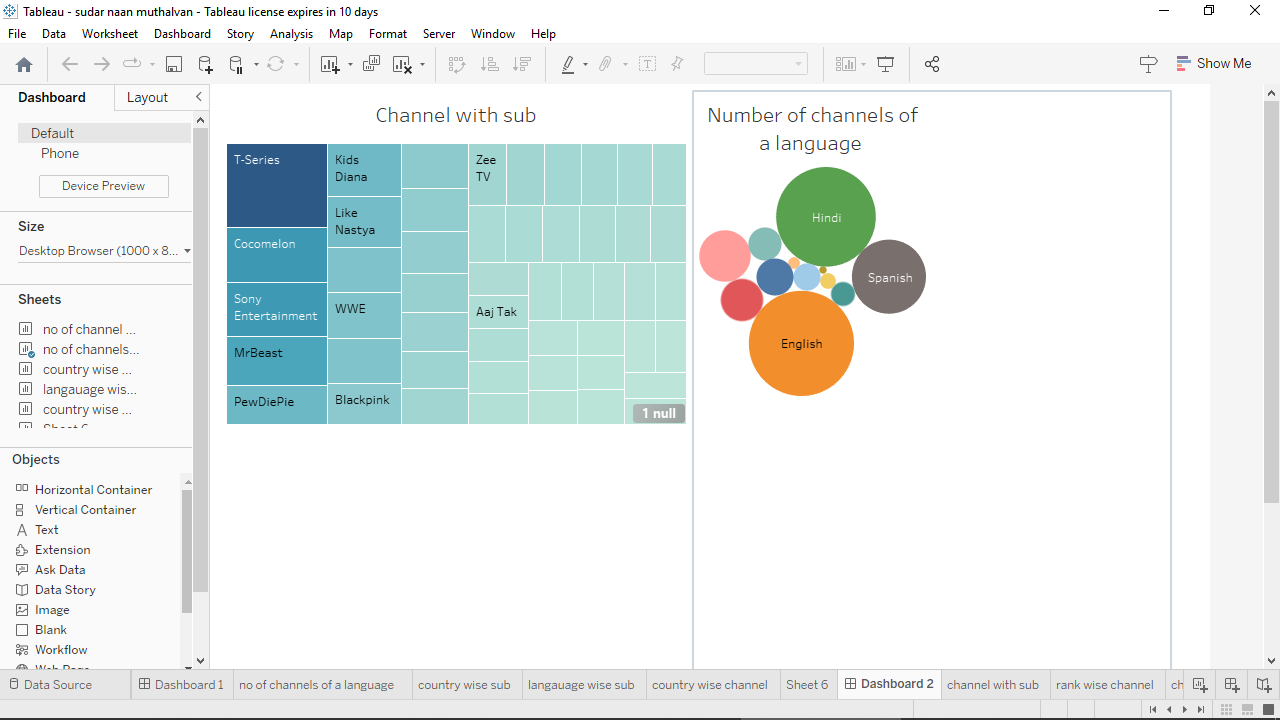 Tableau - sudar naan muthalvan - Tableau license expires in 10 days
File Data Worksheet Dashboard Story Analysis Map Format Server Window Help
Show Me
Dashboard Layout
Default
Phone
Device Preview
Size
Desktop Browser (1000 x 8...
Sheets
no of channel ...
no of channels...
country wise ...
langauage wis...
country wise ...
Sheet 6
Objects
Horizontal Container
Vertical Container
Text
Extension
Ask Data
Data Story
Image
Blank
Workflow
Web Page
Channel with sub
T-Series
Cocomelon
Sony
Entertainment
MrBeast
PewDiePie
Kids
Diana
Like
Nastya
WWE
Blackpink
Zee
TV
Aaj Tak
1 null
Number of channels of
a language
Hindi
Spanish
English
Data Source Dashboard 1 no of channels of a language country wise sub langauage wise sub country wise channel Sheet 6 Dashboard 2 channel with sub rank wise channel ch